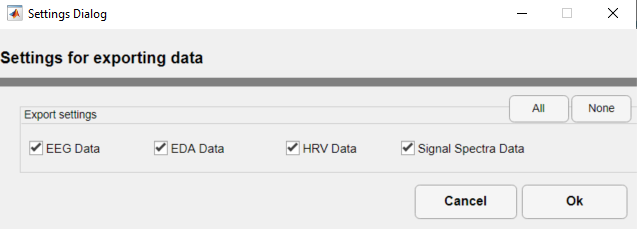 Settings Dialog
Settings for exporting data
All None
Export settings
EEG Data EDA Data HRV Data Signal Spectra Data
Cancel Ok